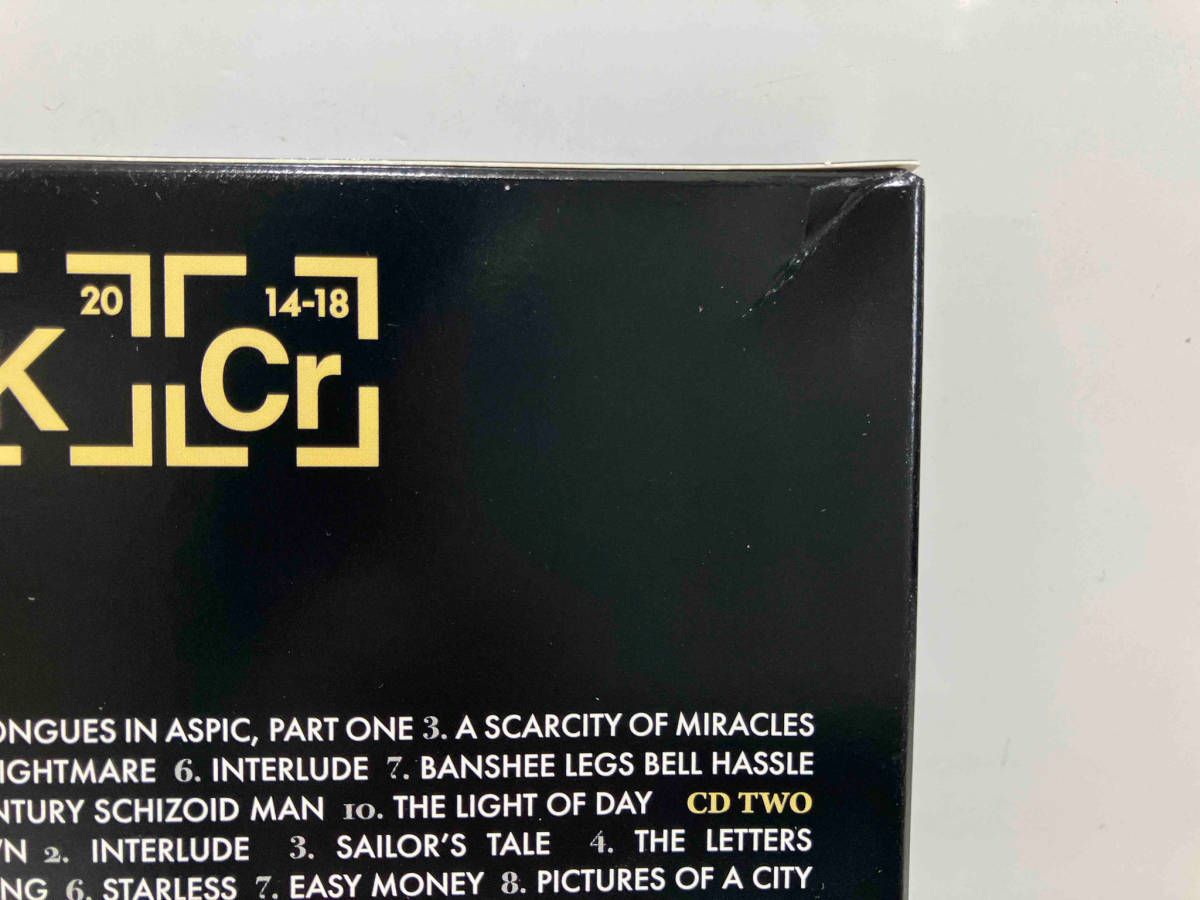 20
14-18
K
Cr
ONGUES IN ASPIC, PART ONE 3. A SCARCITY OF MIRACLES
IGHTMARE 6. INTERLUDE 7. BANSHEE LEGS BELL HASSLE
NTURY SCHIZOID MAN 10. THE LIGHT OF DAY CD TWO
WN 2. INTERLUDE 3. SAILOR'S TALE 4. THE LETTERS
NG 6. STARLESS 7. EASY MONEY 8. PICTURES OF A CITY